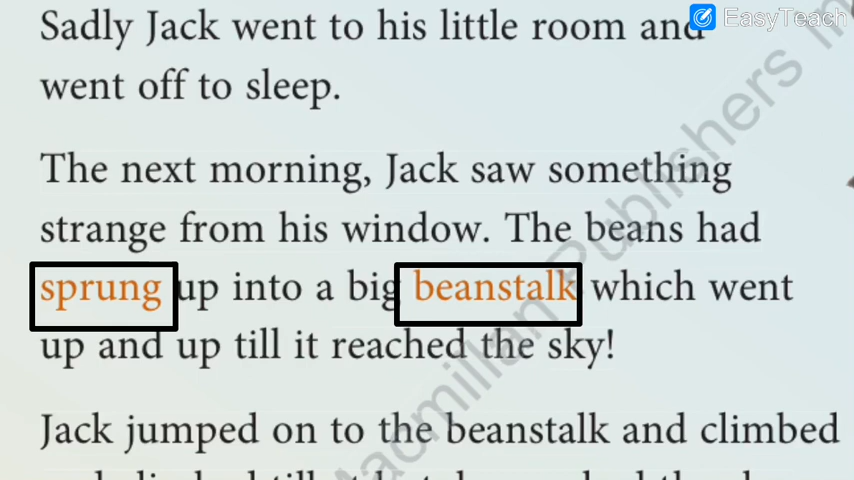 EasyTeach
Sadly Jack went to his little room and
went off to sleep.
The next morning, Jack saw something
strange from his window. The beans had
sprung up into a big beanstalk which went
up and up till it reached the sky!
Jack jumped on to the beanstalk and climbed
Macmillan Publishers